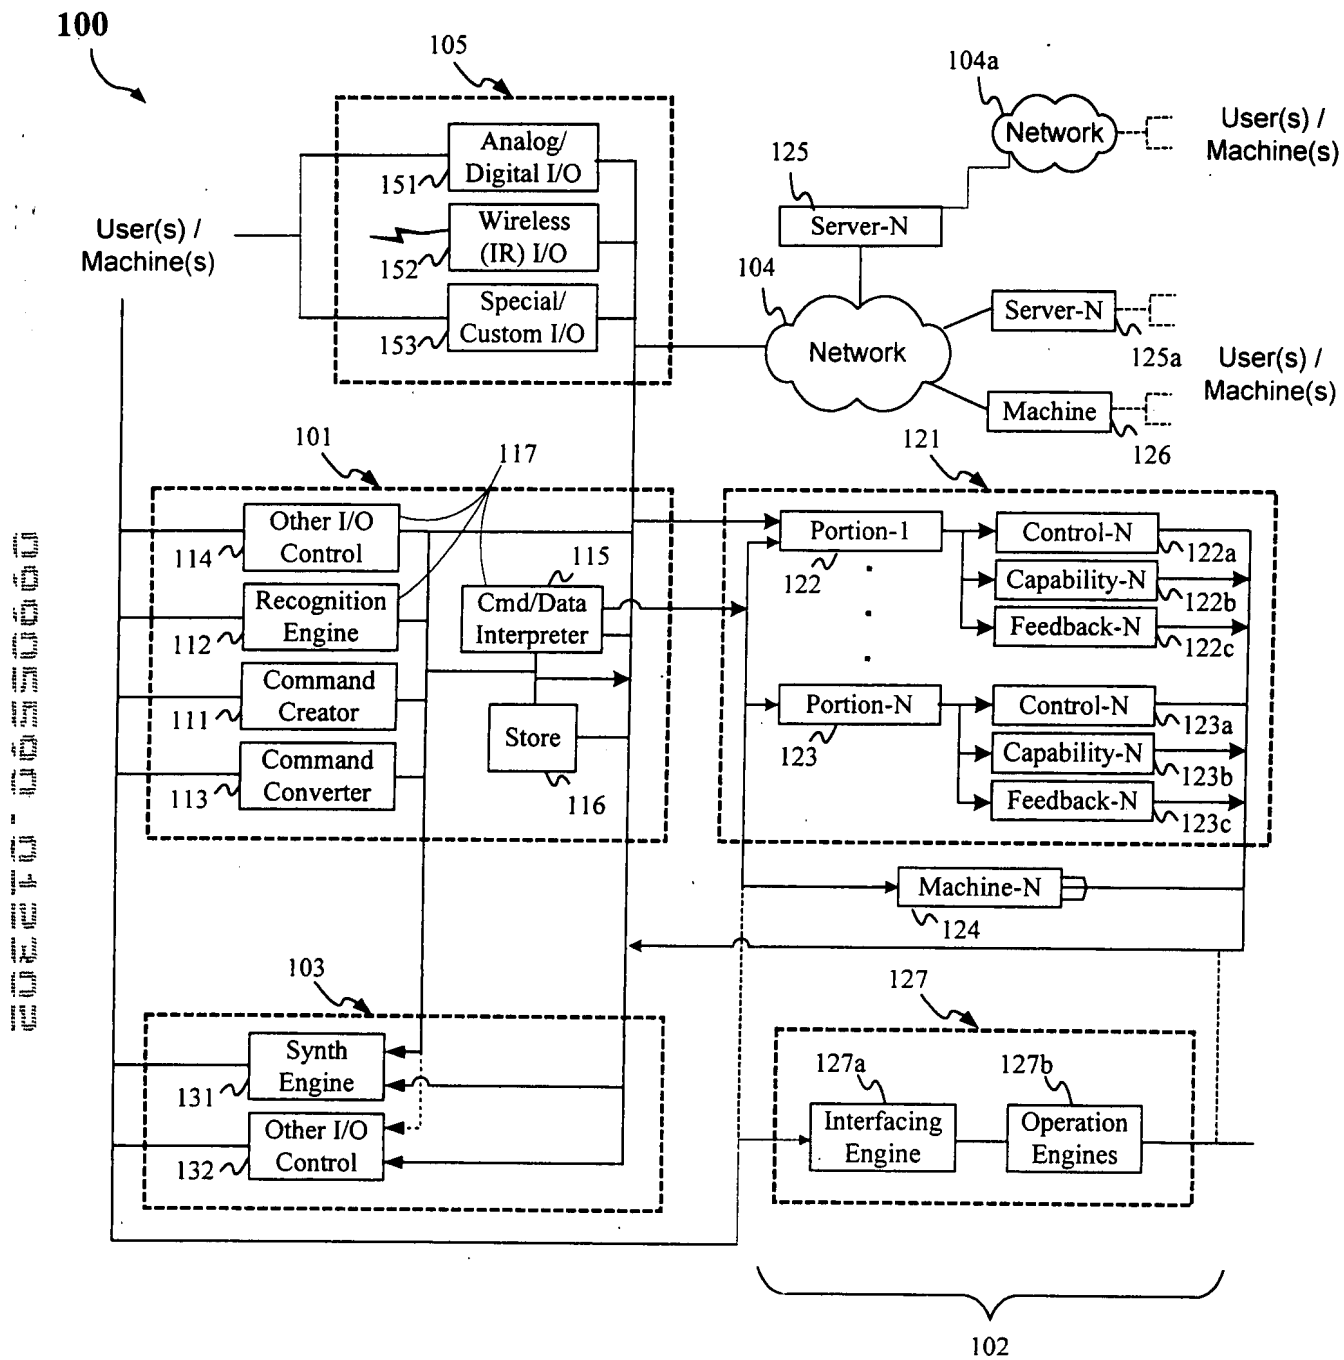 100
105
104a
Network
User(s) /
Machine(s)
Analog/
Digital I/O
151
125
Server-N
Wireless
(IR) I/O
152
User(s) /
Machine(s)
104
Network
Server-N
125a
Special/
Custom I/O
153
User(s) /
Machine(s)
Machine
126
101
117
121
Other I/O
Control
114
115
Cmd/Data
Interpreter
Recognition
Engine
112
Command
Creator
111
Store
116
Command
Converter
113
Portion-1
122
Control-N
122a
Capability-N
122b
Feedback-N
122c
Portion-N
123
Control-N
123a
Capability-N
123b
Feedback-N
123c
Machine-N
124
103
Synth
Engine
131
Other I/O
Control
132
127
127a
Interfacing
Engine
127b
Operation
Engines
102